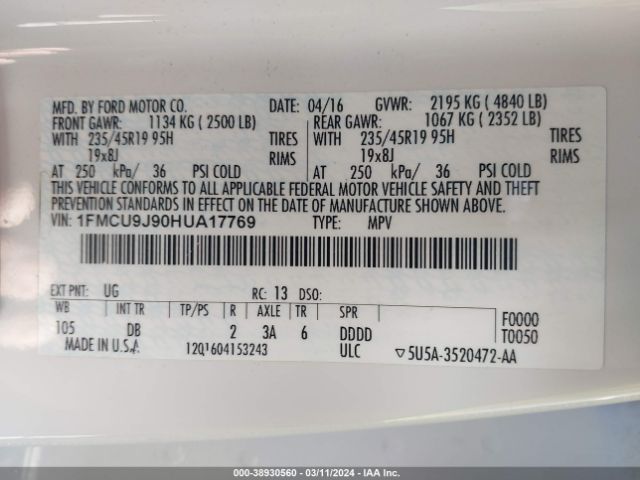 MFD. BY FORD MOTOR CO. DATE: 04/16 GVWR: 2195 KG ( 4840 LB)
FRONT GAWR: 1134 KG ( 2500 LB) REAR GAWR: 1067 KG ( 2352 LB)
WITH 235/45R19 95H TIRES WITH 235/45R19 95H TIRES
19x8J RIMS 19x8J RIMS
AT 250 kPa/ 36 PSI COLD AT 250 kPa/ 36 PSI COLD
THIS VEHICLE CONFORMS TO ALL APPLICABLE FEDERAL MOTOR VEHICLE SAFETY AND THEFT
PREVENTION STANDARDS IN EFFECT ON THE DATE OF MANUFACTURE SHOWN ABOVE.
VIN: 1FMCU9J90HUA17769 TYPE: MPV
EXT PNT: UG RC: 13 DSO:
WB INT TR TP/PS R AXLE TR SPR
105 DB 2 3A 6 DDDD F0000
T0050
MADE IN U.S.A. 12Q1604153243 ULC ▽5U5A-3520472-AA
000-38930560 - 03/11/2024 - IAA Inc.